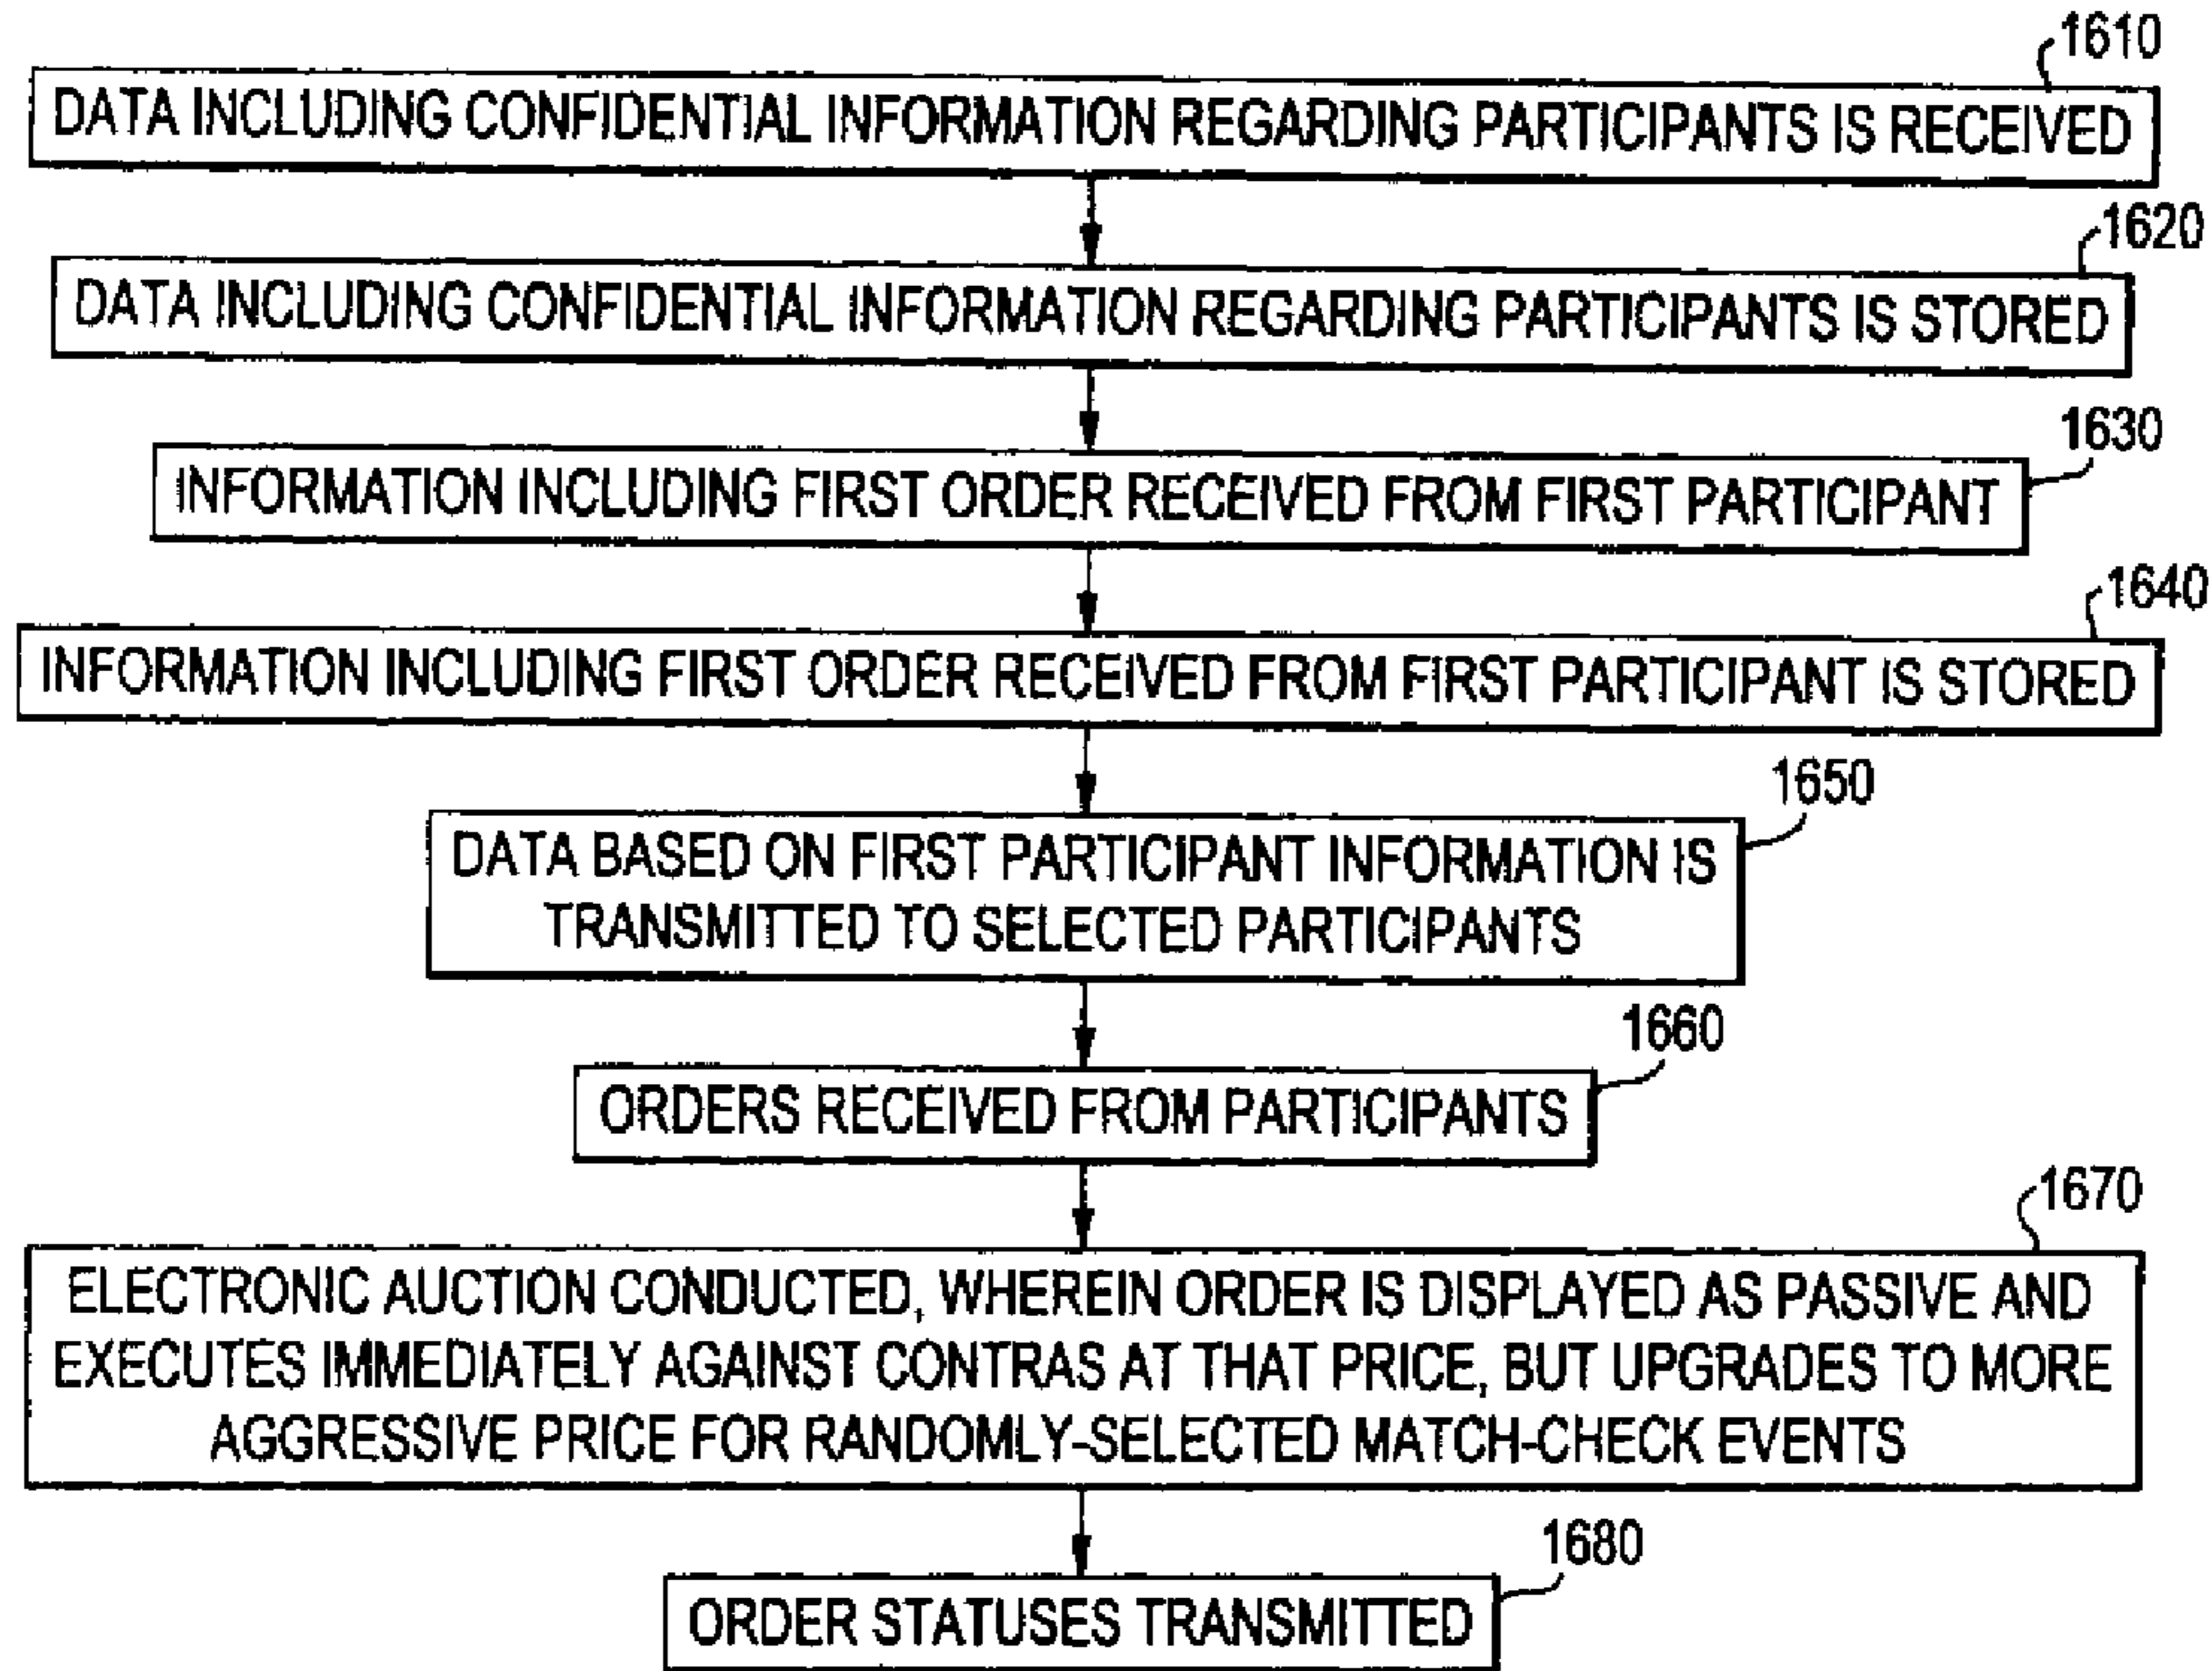 1610
DATA INCLUDING CONFIDENTIAL INFORMATION REGARDING PARTICIPANTS IS RECEIVED
1620
DATA INCLUDING CONFIDENTIAL INFORMATION REGARDING PARTICIPANTS IS STORED
1630
INFORMATION INCLUDING FIRST ORDER RECEIVED FROM FIRST PARTICIPANT
1640
INFORMATION INCLUDING FIRST ORDER RECEIVED FROM FIRST PARTICIPANT IS STORED
1650
DATA BASED ON FIRST PARTICIPANT INFORMATION IS
TRANSMITTED TO SELECTED PARTICIPANTS
1660
ORDERS RECEIVED FROM PARTICIPANTS
1670
ELECTRONIC AUCTION CONDUCTED, WHEREIN ORDER IS DISPLAYED AS PASSIVE AND
EXECUTES IMMEDIATELY AGAINST CONTRAS AT THAT PRICE, BUT UPGRADES TO MORE
AGGRESSIVE PRICE FOR RANDOMLY-SELECTED MATCH-CHECK EVENTS
1680
ORDER STATUSES TRANSMITTED